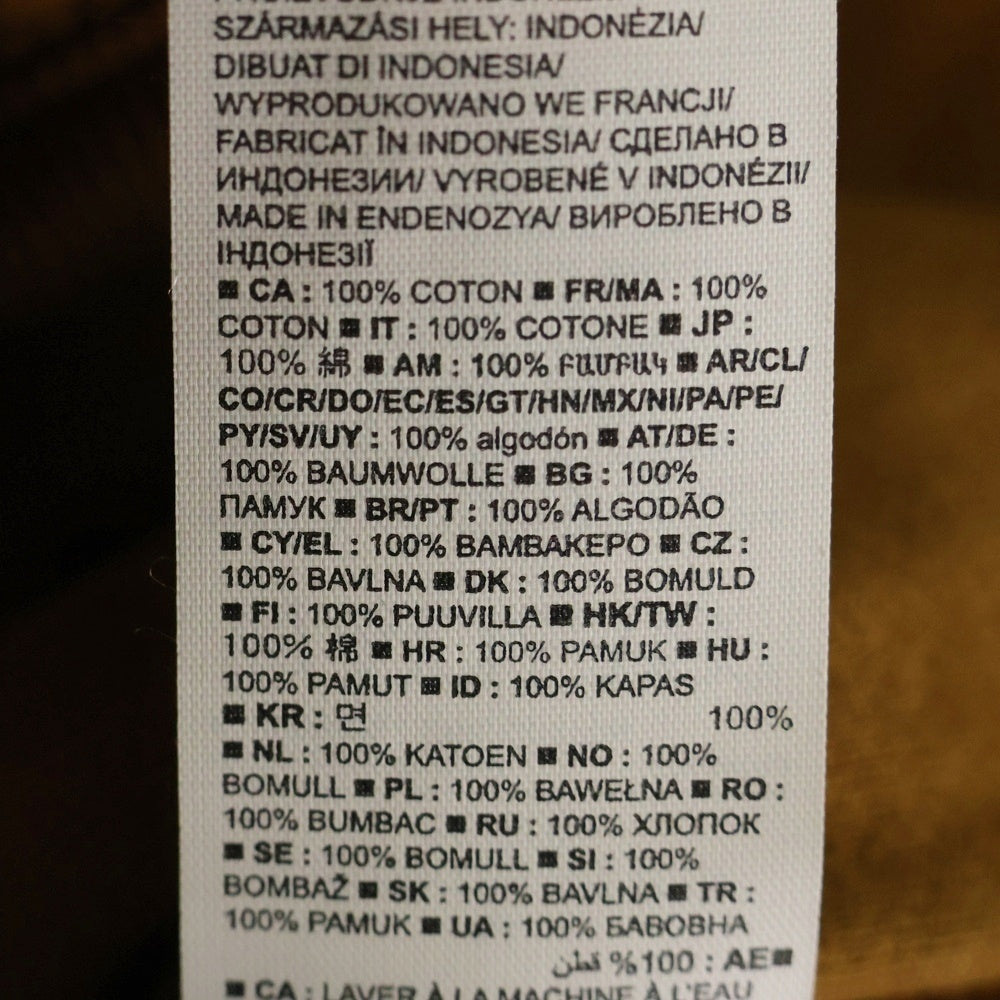 SZÁRMAZÁSI HELY: INDONÉZIA/
DIBUAT DI INDONESIA/
WYPRODUKOWANO WE FRANCJI/
FABRICAT ÎN INDONESIA/ СДЕЛАНО В
ИНДОНЕЗИИ/ VYROBENÉ V INDONÉZII/
MADE IN ENDENOZYA/ ВИРОБЛЕНО В
ІНДОНЕЗІЇ
■ CA : 100% COTON ■ FR/MA : 100%
COTON ■ IT : 100% COTONE ■ JP :
100% 綿 ■ AM : 100% ԲԱՄԲԱԿ ■ AR/CL/
CO/CR/DO/EC/ES/GT/HN/MX/NI/PA/PE/
PY/SV/UY : 100% algodón ■ AT/DE :
100% BAUMWOLLE ■ BG : 100%
ПАМУК ■ BR/PT : 100% ALGODÃO
■ CY/EL : 100% ΒΑΜΒΑΚΕΡΟ ■ CZ :
100% BAVLNA ■ DK : 100% BOMULD
■ FI : 100% PUUVILLA ■ HK/TW :
100% 棉 ■ HR : 100% PAMUK ■ HU :
100% PAMUT ■ ID : 100% KAPAS
■ KR : 면 100%
■ NL : 100% KATOEN ■ NO : 100%
BOMULL ■ PL : 100% BAWEŁNA ■ RO :
100% BUMBAC ■ RU : 100% ХЛОПОК
■ SE : 100% BOMULL ■ SI : 100%
BOMBAŽ ■ SK : 100% BAVLNA ■ TR :
100% PAMUK ■ UA : 100% БАВОВНА
■AE : 100% قطن
■ CA : LAVER À LA MACHINE À L'EAU